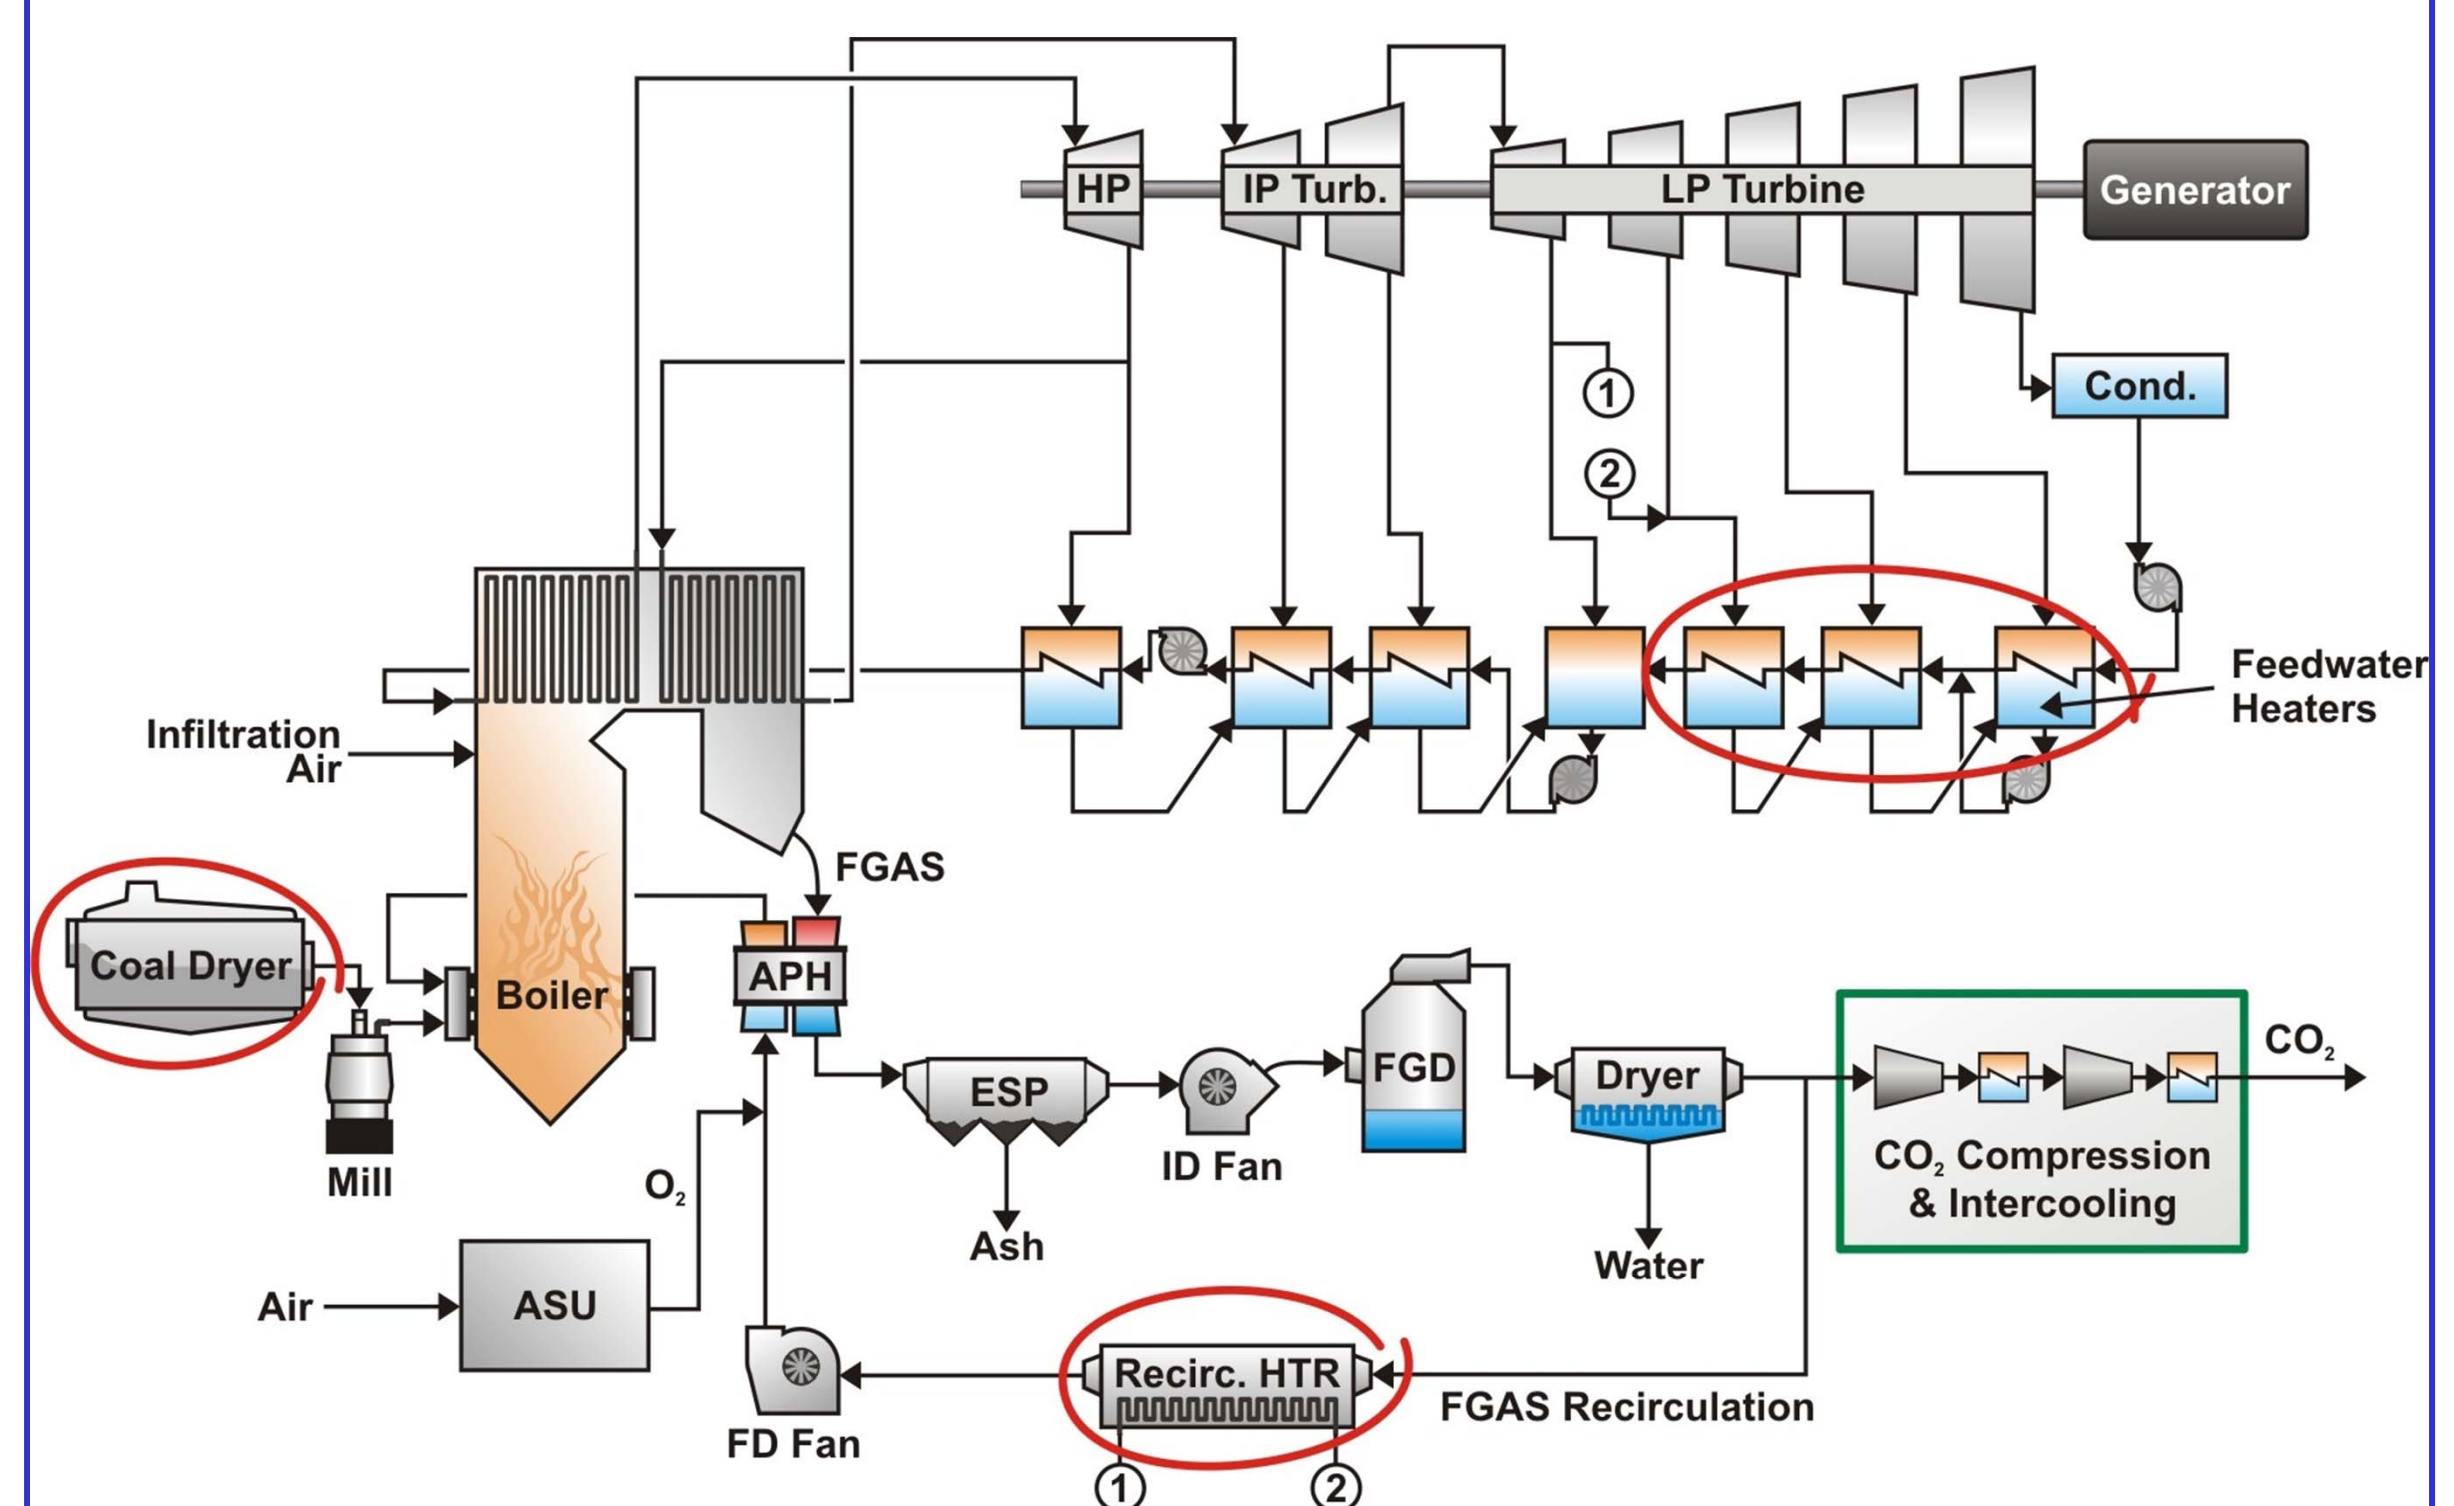 HP
IP Turb.
LP Turbine
Generator
1
2
Cond.
Feedwater
Heaters
Infiltration
Air
FGAS
Coal Dryer
Boiler
APH
Mill
ESP
Ash
ID Fan
FGD
Dryer
Water
CO₂
CO₂ Compression
& Intercooling
O₂
Air
ASU
FD Fan
Recirc. HTR
FGAS Recirculation
1
2